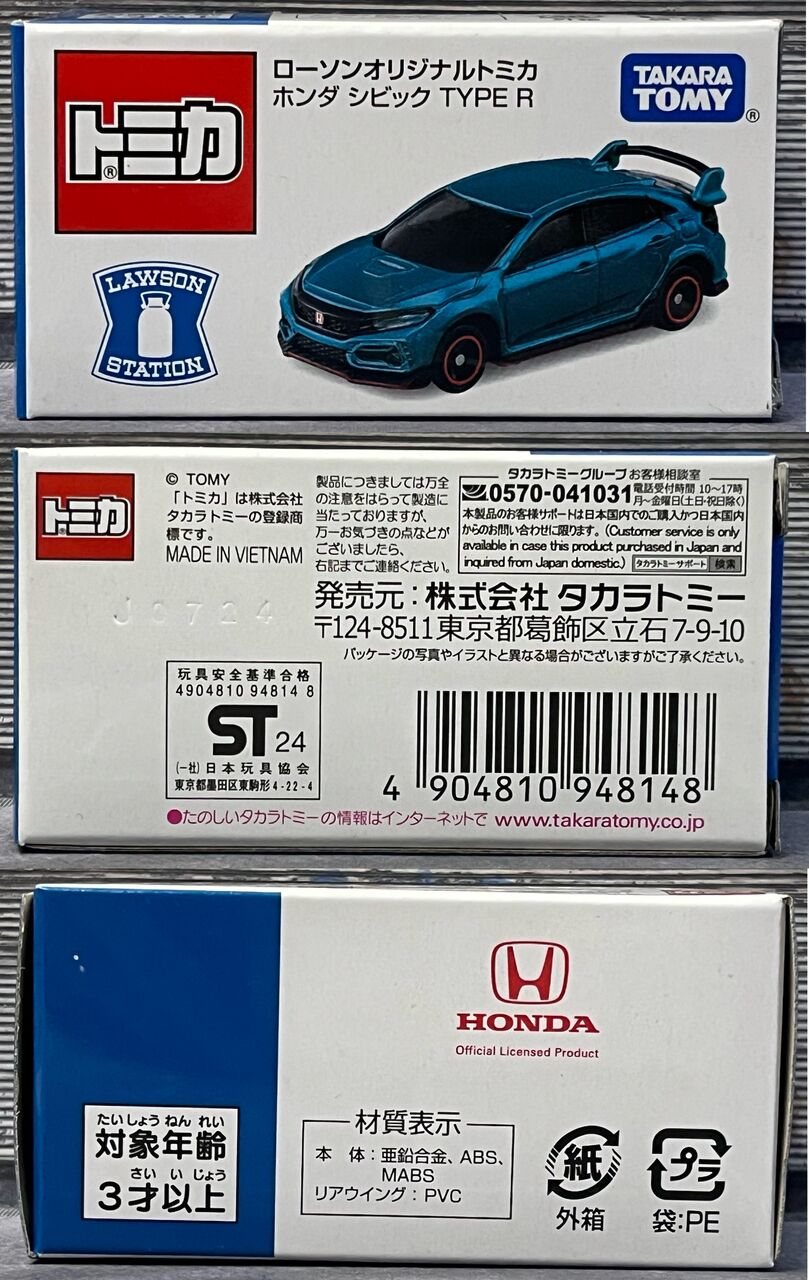 トミカ
®
ローソンオリジナルトミカ
ホンダ シビック TYPE R
TAKARA
TOMY
®
LAWSON
STATION
トミカ
© TOMY
「トミカ」は株式会社
タカラトミーの登録商
標です。
MADE IN VIETNAM
J0724
製品につきましては万全
の注意をはらって製造に
当たっておりますが、
万一お気づきの点などが
ございましたら、
右記までご連絡ください。
タカラトミーグループ お客様相談室
0570-041031 電話受付時間 10〜17時
月〜金曜日(土日・祝日除く)
本製品のお客様サポートは日本国内でのご購入かつ日本国内
からのお問い合わせに限ります。(Customer service is only
available in case this product purchased in Japan and
inquired from Japan domestic.) タカラトミーサポート 検索
発売元：株式会社 タカラトミー
〒124-8511 東京都葛飾区立石7-9-10
パッケージの写真やイラストと異なる場合がございますがご了承ください。
玩具安全基準合格
4904810 94814 8
ST 24
(一社)日本玩具協会
東京都墨田区東駒形4-22-4
4 904810 948148
●たのしいタカラトミーの情報はインターネットで www.takaratomy.co.jp
HONDA
Official Licensed Product
たいしょうねんれい
対象年齢
さいいじょう
3才以上
材質表示
本 体：亜鉛合金、ABS、
MABS
リアウイング：PVC
紙
外箱
プラ
袋:PE